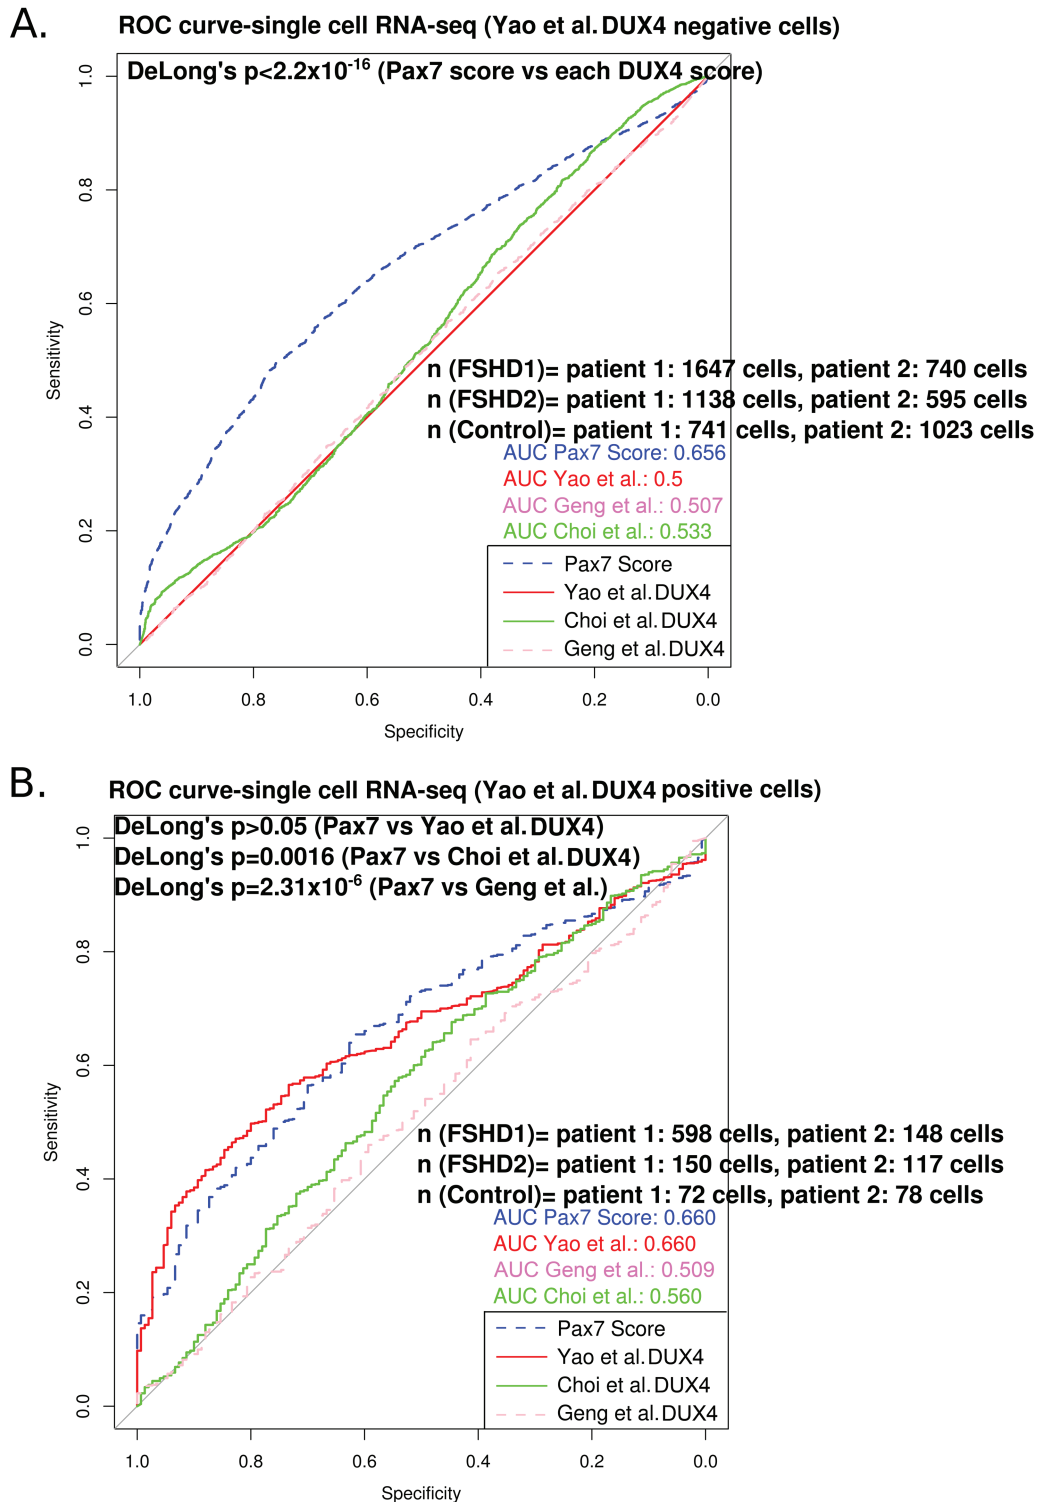 A.
ROC curve-single cell RNA-seq (Yao et al. DUX4 negative cells)
DeLong's p<2.2x10-16 (Pax7 score vs each DUX4 score)
1.0
0.8
0.6
0.4
0.2
0.0
Sensitivity
n (FSHD1)= patient 1: 1647 cells, patient 2: 740 cells
n (FSHD2)= patient 1: 1138 cells, patient 2: 595 cells
n (Control)= patient 1: 741 cells, patient 2: 1023 cells
AUC Pax7 Score: 0.656
AUC Yao et al.: 0.5
AUC Geng et al.: 0.507
AUC Choi et al.: 0.533
Pax7 Score
Yao et al. DUX4
Choi et al. DUX4
Geng et al. DUX4
1.0 0.8 0.6 0.4 0.2 0.0
Specificity
B.
ROC curve-single cell RNA-seq (Yao et al. DUX4 positive cells)
DeLong's p>0.05 (Pax7 vs Yao et al. DUX4)
DeLong's p=0.0016 (Pax7 vs Choi et al. DUX4)
DeLong's p=2.31x10-6 (Pax7 vs Geng et al.)
1.0
0.8
0.6
0.4
0.2
0.0
Sensitivity
n (FSHD1)= patient 1: 598 cells, patient 2: 148 cells
n (FSHD2)= patient 1: 150 cells, patient 2: 117 cells
n (Control)= patient 1: 72 cells, patient 2: 78 cells
AUC Pax7 Score: 0.660
AUC Yao et al.: 0.660
AUC Geng et al.: 0.509
AUC Choi et al.: 0.560
Pax7 Score
Yao et al. DUX4
Choi et al. DUX4
Geng et al. DUX4
1.0 0.8 0.6 0.4 0.2 0.0
Specificity